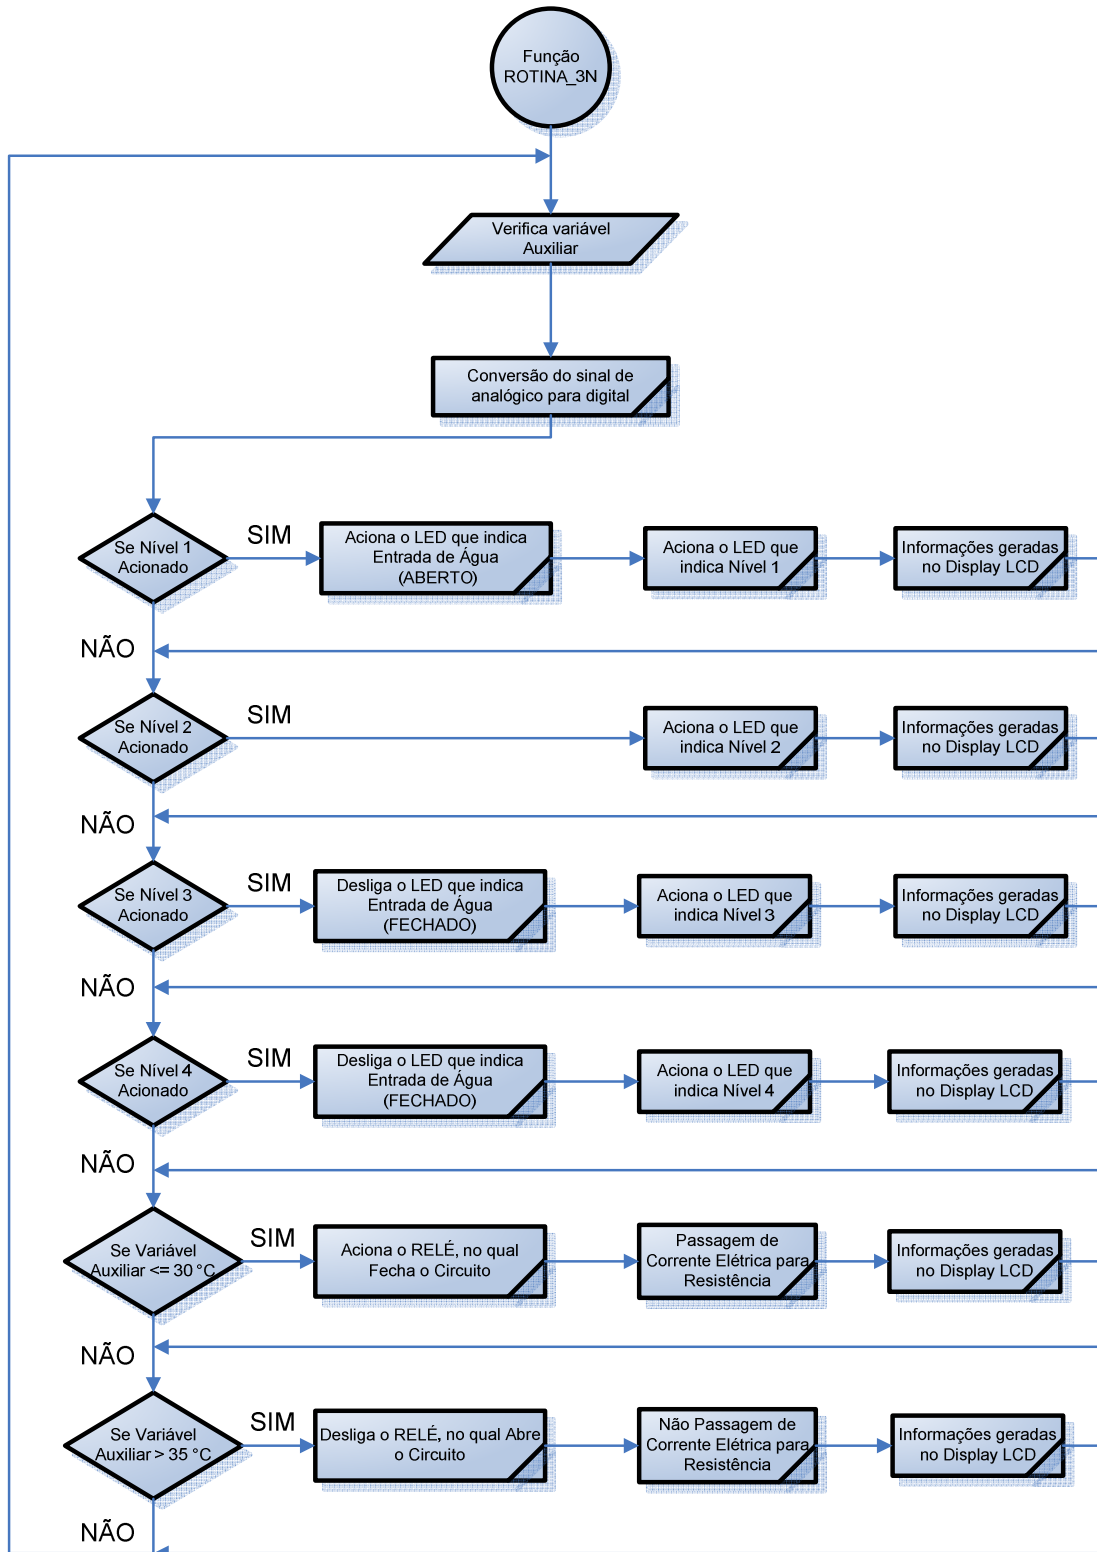 Função
ROTINA_3N
Verifica variável
Auxiliar
Conversão do sinal de
analógico para digital
Se Nível 1
Acionado
SIM
Aciona o LED que indica
Entrada de Água
(ABERTO)
Aciona o LED que
indica Nível 1
Informações geradas
no Display LCD
NÃO
Se Nível 2
Acionado
SIM
Aciona o LED que
indica Nível 2
Informações geradas
no Display LCD
NÃO
Se Nível 3
Acionado
SIM
Desliga o LED que indica
Entrada de Água
(FECHADO)
Aciona o LED que
indica Nível 3
Informações geradas
no Display LCD
NÃO
Se Nível 4
Acionado
SIM
Desliga o LED que indica
Entrada de Água
(FECHADO)
Aciona o LED que
indica Nível 4
Informações geradas
no Display LCD
NÃO
Se Variável
Auxiliar <= 30 °C
SIM
Aciona o RELÉ, no qual
Fecha o Circuito
Passagem de
Corrente Elétrica para
Resistência
Informações geradas
no Display LCD
NÃO
Se Variável
Auxiliar > 35 °C
SIM
Desliga o RELÉ, no qual Abre
o Circuito
Não Passagem de
Corrente Elétrica para
Resistência
Informações geradas
no Display LCD
NÃO